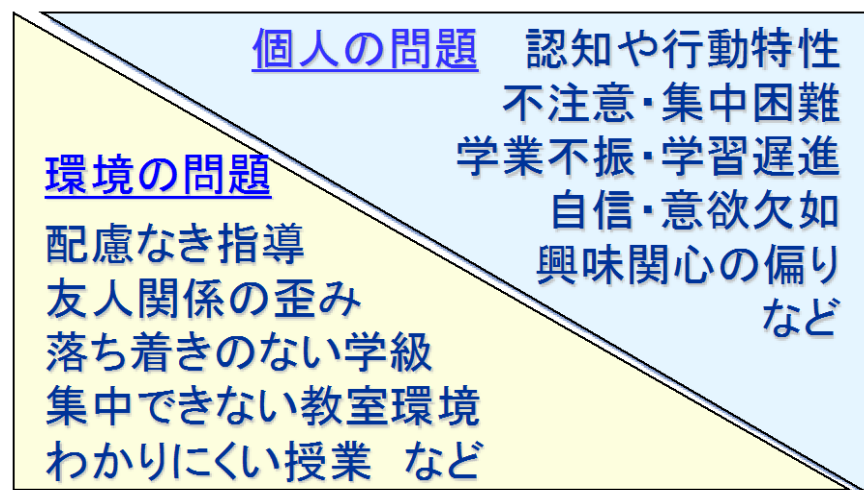 個人の問題　認知や行動特性
不注意・集中困難
学業不振・学習遅進
自信・意欲欠如
興味関心の偏り
など
環境の問題
配慮なき指導
友人関係の歪み
落ち着きのない学級
集中できない教室環境
わかりにくい授業　など